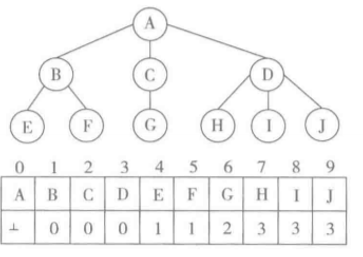 A
B C D
E F G H I J
0 1 2 3 4 5 6 7 8 9
A B C D E F G H I J
⊥ 0 0 0 1 1 2 3 3 3